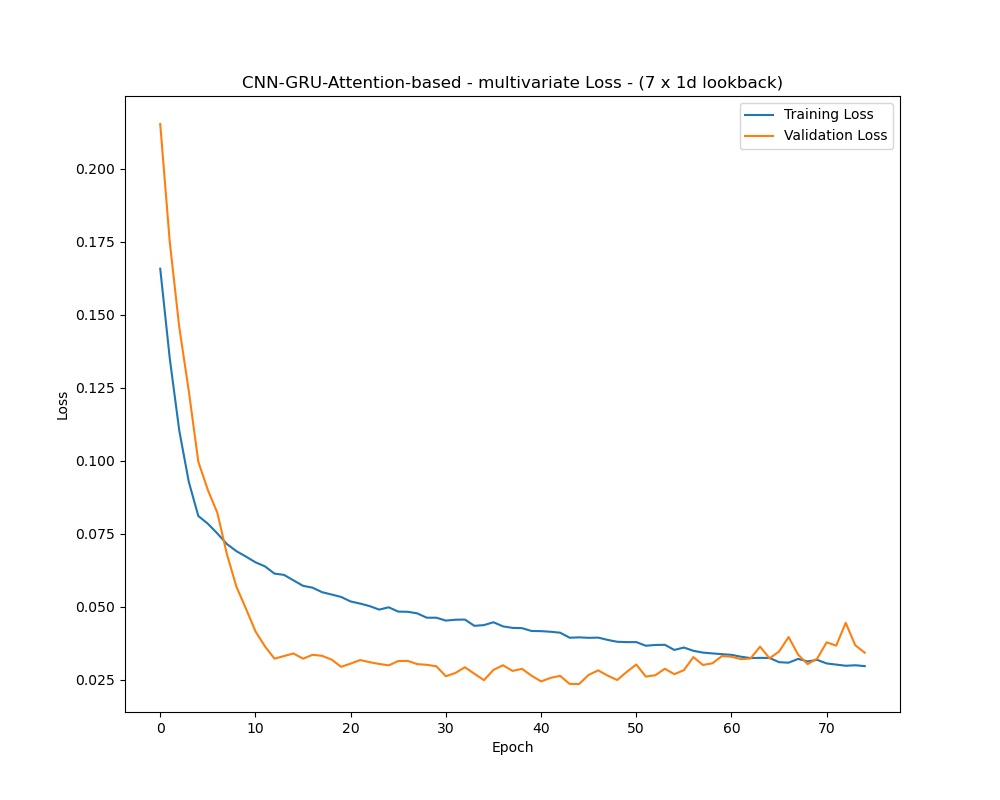 CNN-GRU-Attention-based - multivariate Loss - (7 x 1d lookback)
Training Loss
Validation Loss
0.200
0.175
0.150
0.125
0.100
0.075
0.050
0.025
Loss
0 10 20 30 40 50 60 70
Epoch